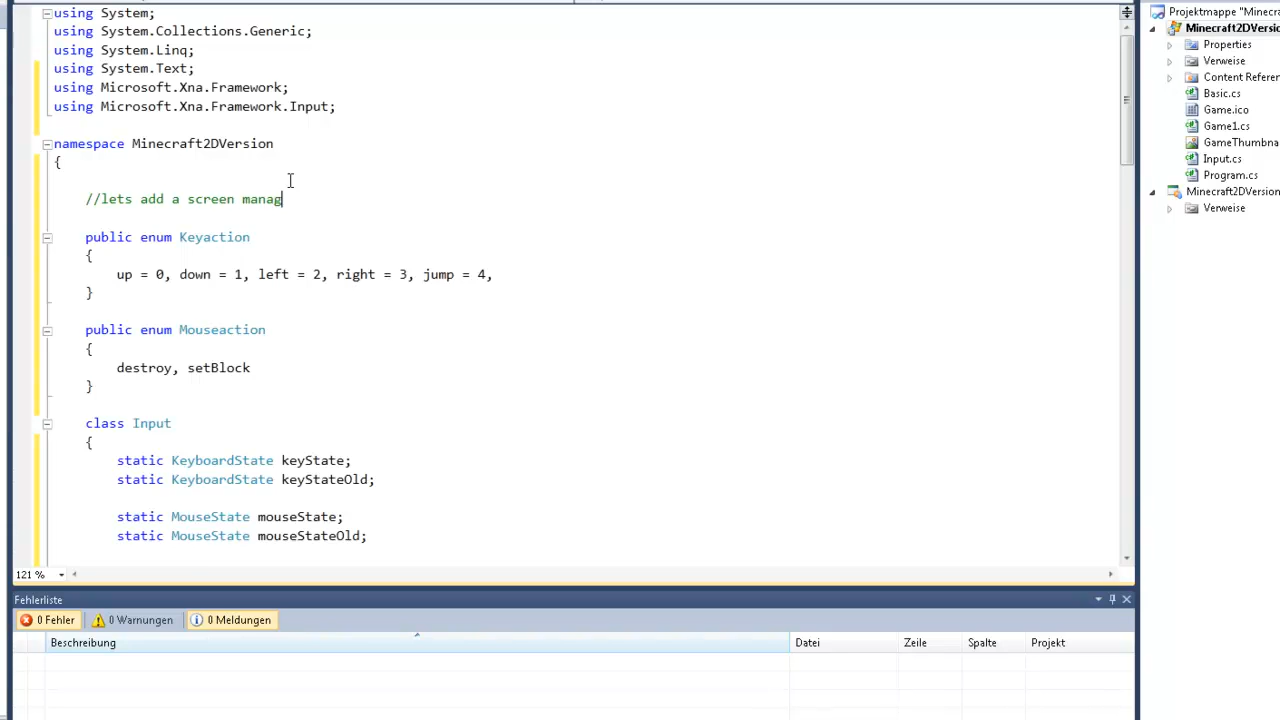 using System;
using System.Collections.Generic;
using System.Linq;
using System.Text;
using Microsoft.Xna.Framework;
using Microsoft.Xna.Framework.Input;
namespace Minecraft2DVersion
{
//lets add a screen manag
public enum Keyaction
{
up = 0, down = 1, left = 2, right = 3, jump = 4,
}
public enum Mouseaction
{
destroy, setBlock
}
class Input
{
static KeyboardState keyState;
static KeyboardState keyStateOld;
static MouseState mouseState;
static MouseState mouseStateOld;
121 %
Fehlerliste
0 Fehler 0 Warnungen 0 Meldungen
Beschreibung Datei Zeile Spalte Projekt
Projektmappe "Minecra
Minecraft2DVersio
Properties
Verweise
Content Referen
Basic.cs
Game.ico
Game1.cs
GameThumbna
Input.cs
Program.cs
Minecraft2DVersion
Verweise